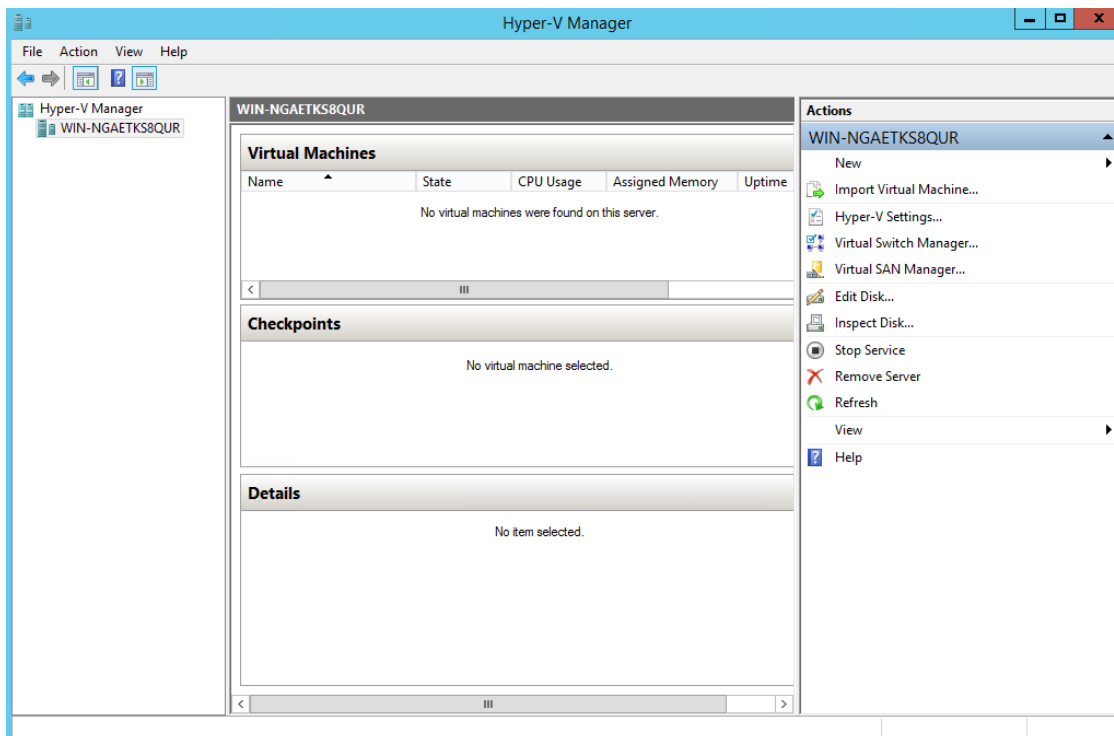 Hyper-V Manager
File Action View Help
Hyper-V Manager
WIN-NGAETKS8QUR
WIN-NGAETKS8QUR
Virtual Machines
Name State CPU Usage Assigned Memory Uptime
No virtual machines were found on this server.
Checkpoints
No virtual machine selected.
Details
No item selected.
Actions
WIN-NGAETKS8QUR
New
Import Virtual Machine...
Hyper-V Settings...
Virtual Switch Manager...
Virtual SAN Manager...
Edit Disk...
Inspect Disk...
Stop Service
Remove Server
Refresh
View
Help